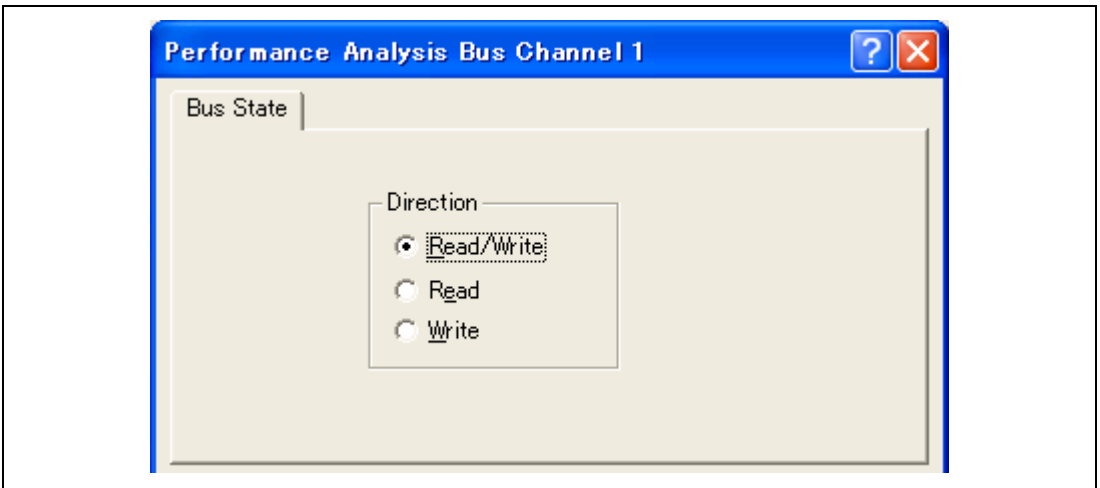 Performance Analysis Bus Channel 1
Bus State
Direction
Read/Write
Read
Write